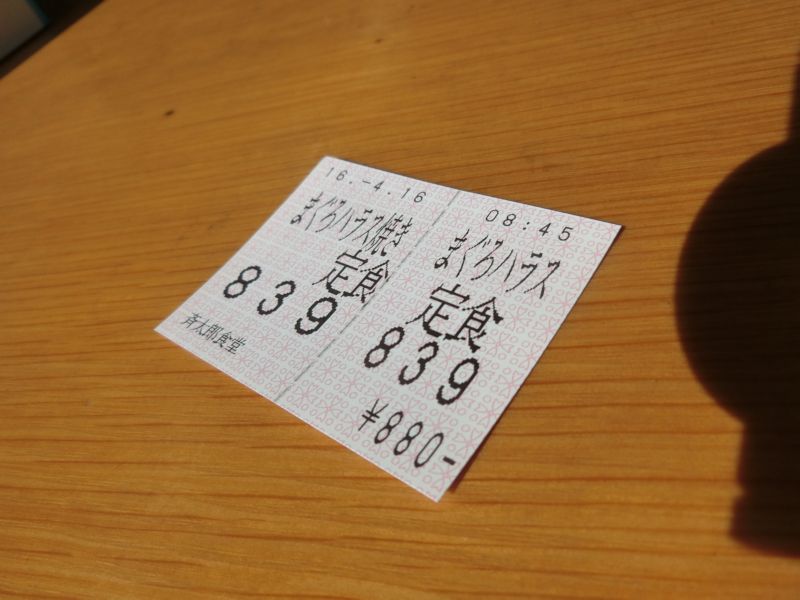 16.-4.16
まぐろハラス焼き
定食
839
斉太郎食堂
08:45
まぐろハラス
定食
839
¥880-